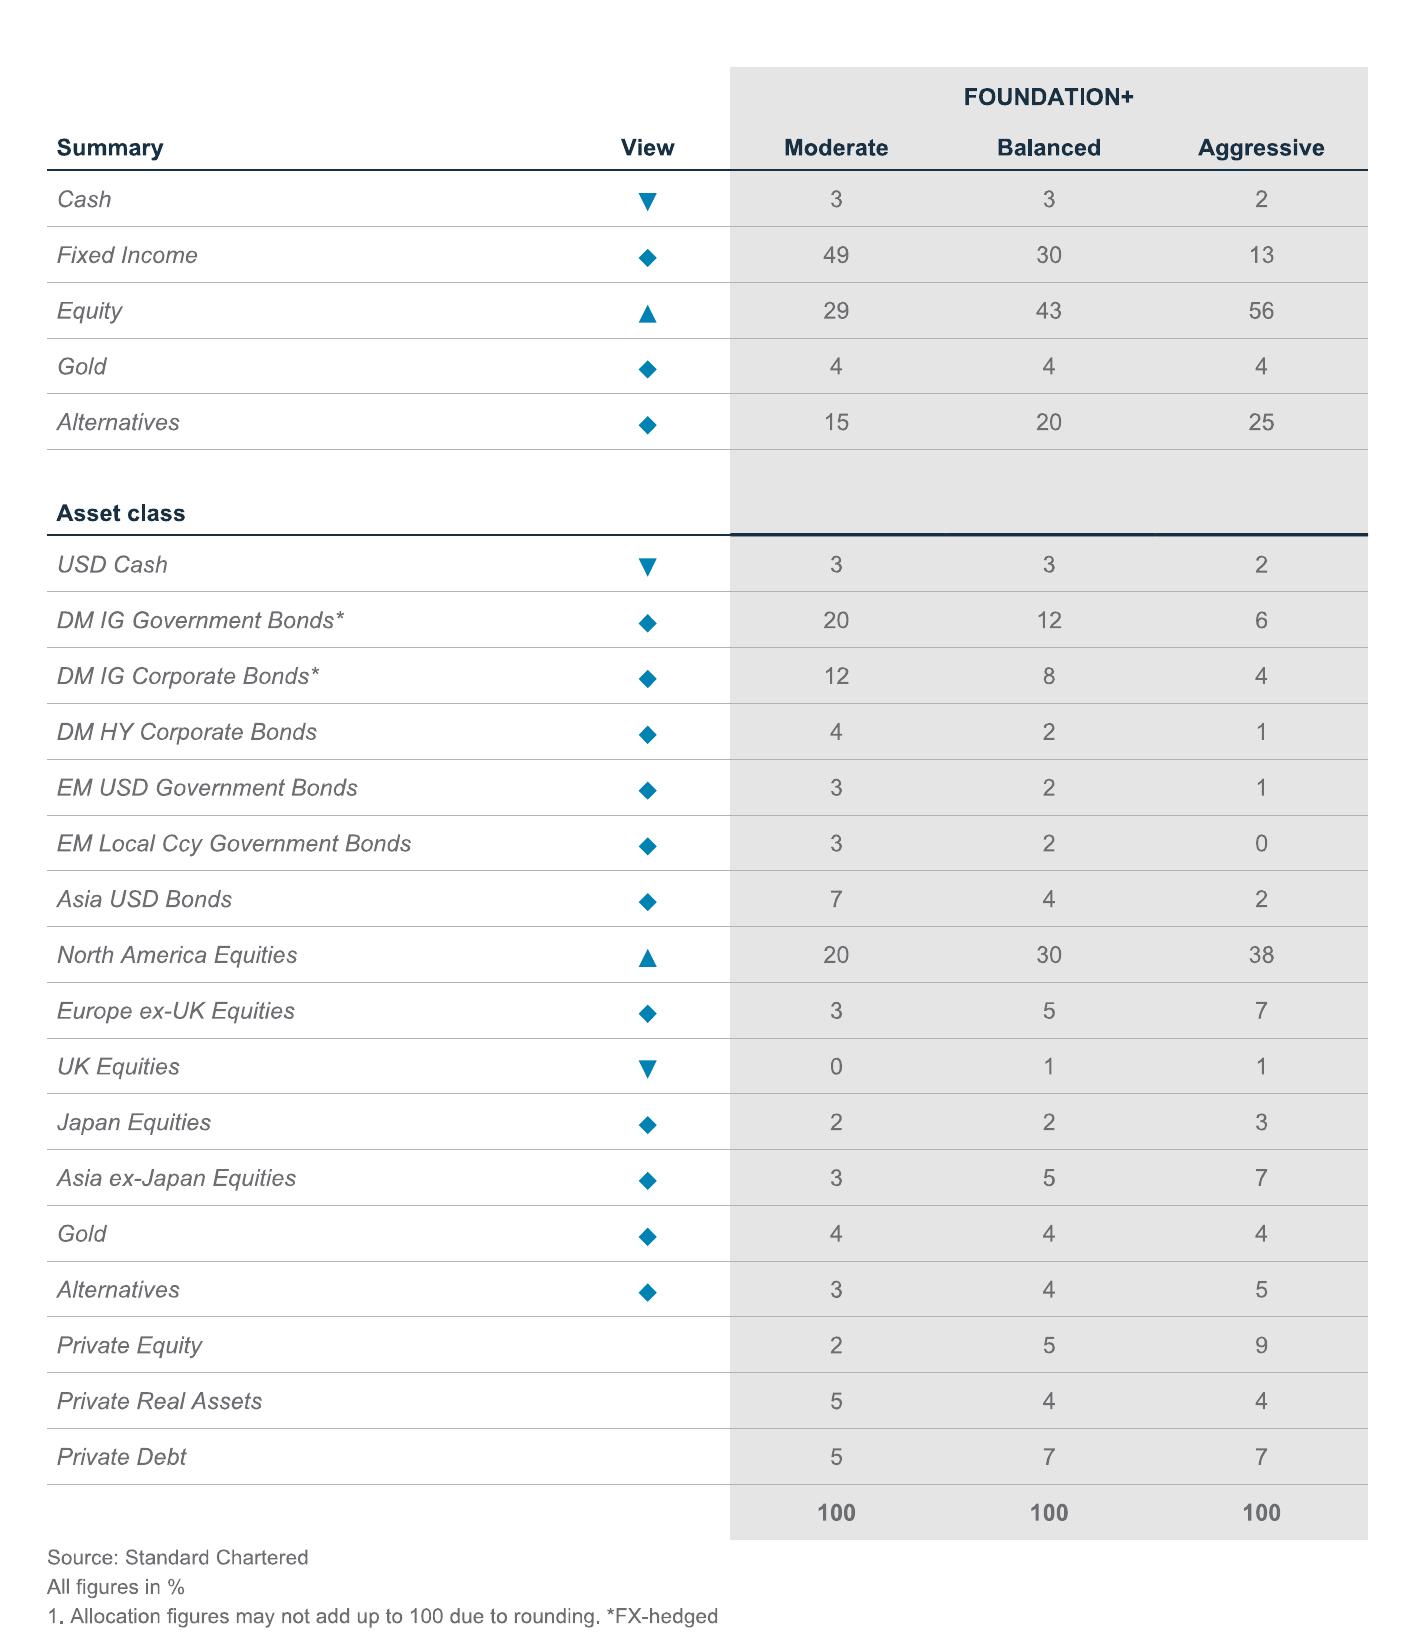 FOUNDATION+
Summary View Moderate Balanced Aggressive
Cash ▼ 3 3 2
Fixed Income ◆ 49 30 13
Equity ▲ 29 43 56
Gold ◆ 4 4 4
Alternatives ◆ 15 20 25
Asset class
USD Cash ▼ 3 3 2
DM IG Government Bonds* ◆ 20 12 6
DM IG Corporate Bonds* ◆ 12 8 4
DM HY Corporate Bonds ◆ 4 2 1
EM USD Government Bonds ◆ 3 2 1
EM Local Ccy Government Bonds ◆ 3 2 0
Asia USD Bonds ◆ 7 4 2
North America Equities ▲ 20 30 38
Europe ex-UK Equities ◆ 3 5 7
UK Equities ▼ 0 1 1
Japan Equities ◆ 2 2 3
Asia ex-Japan Equities ◆ 3 5 7
Gold ◆ 4 4 4
Alternatives ◆ 3 4 5
Private Equity 2 5 9
Private Real Assets 5 4 4
Private Debt 5 7 7
100 100 100
Source: Standard Chartered
All figures in %
1. Allocation figures may not add up to 100 due to rounding. *FX-hedged